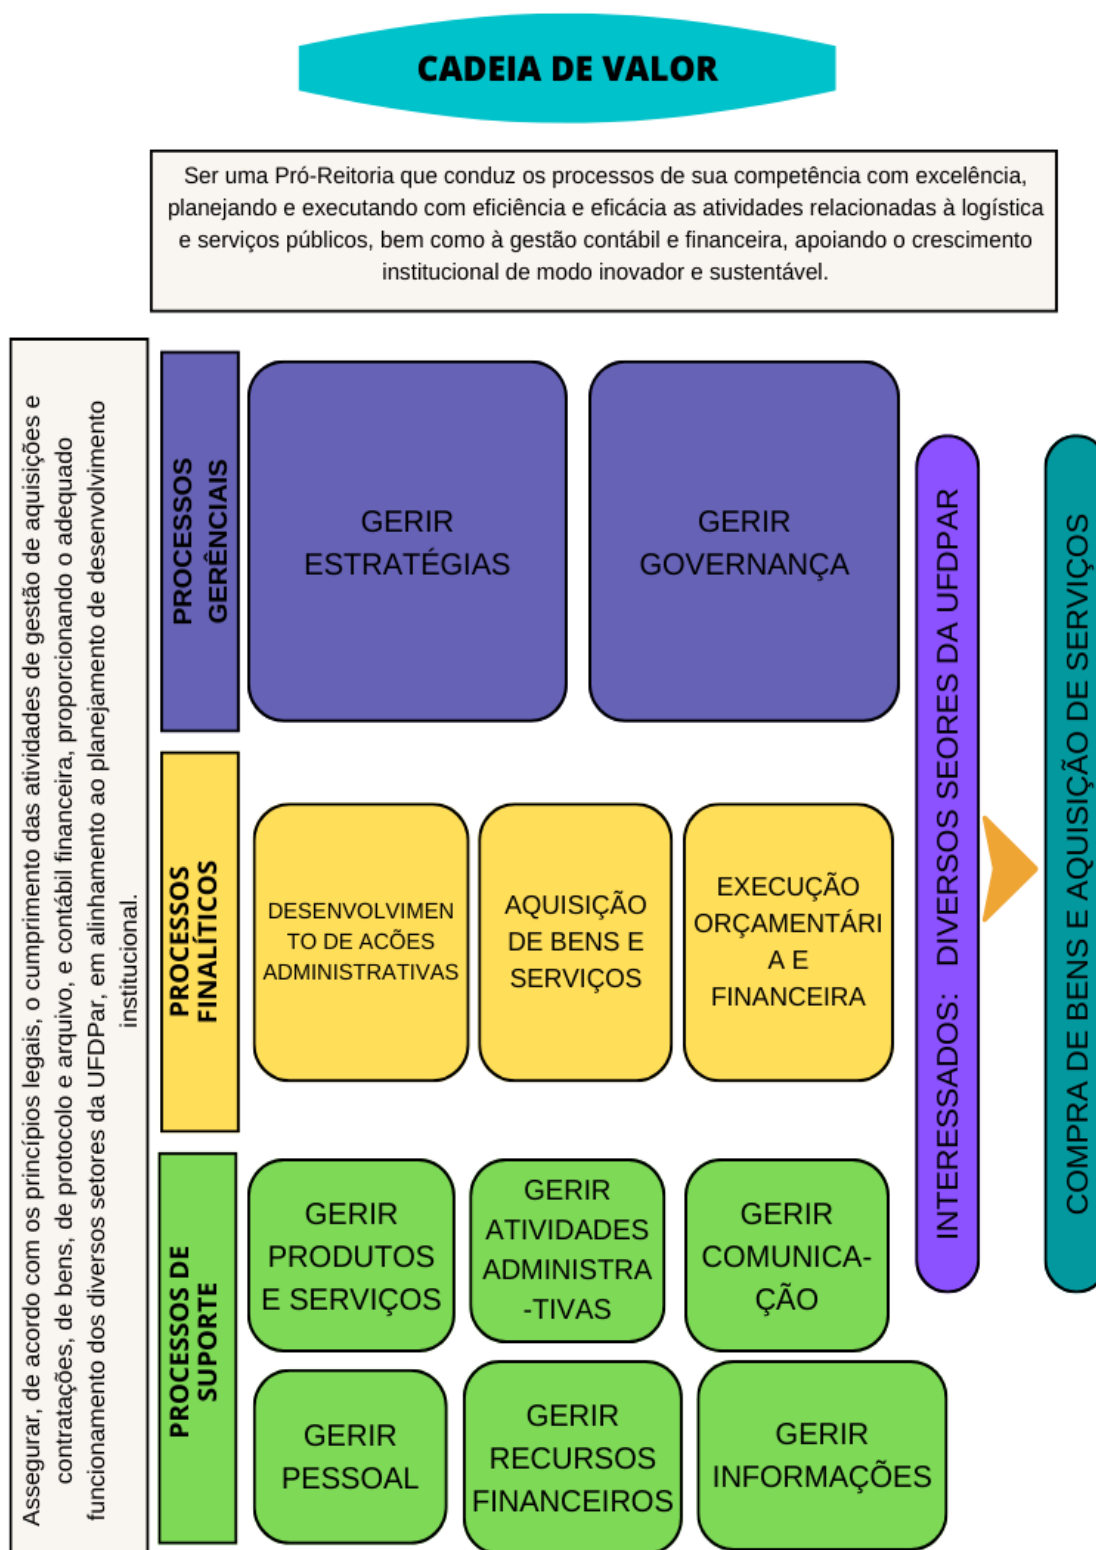 CADEIA DE VALOR
Ser uma Pró-Reitoria que conduz os processos de sua competência com excelência,
planejando e executando com eficiência e eficácia as atividades relacionadas à logística
e serviços públicos, bem como à gestão contábil e financeira, apoiando o crescimento
institucional de modo inovador e sustentável.
Assegurar, de acordo com os princípios legais, o cumprimento das atividades de gestão de aquisições e
contratações, de bens, de protocolo e arquivo, e contábil financeira, proporcionando o adequado
funcionamento dos diversos setores da UFDPar, em alinhamento ao planejamento de desenvolvimento
institucional.
PROCESSOS
GERÊNCIAIS
GERIR
ESTRATÉGIAS
GERIR
GOVERNANÇA
PROCESSOS
FINALÍTICOS
DESENVOLVIMEN
TO DE ACÕES
ADMINISTRATIVAS
AQUISIÇÃO
DE BENS E
SERVIÇOS
EXECUÇÃO
ORÇAMENTÁRI
A E
FINANCEIRA
PROCESSOS DE
SUPORTE
GERIR
PRODUTOS
E SERVIÇOS
GERIR
ATIVIDADES
ADMINISTRA
-TIVAS
GERIR
COMUNICA-
ÇÃO
GERIR
PESSOAL
GERIR
RECURSOS
FINANCEIROS
GERIR
INFORMAÇÕES
INTERESSADOS: DIVERSOS SEORES DA UFDPAR
COMPRA DE BENS E AQUISIÇÃO DE SERVIÇOS